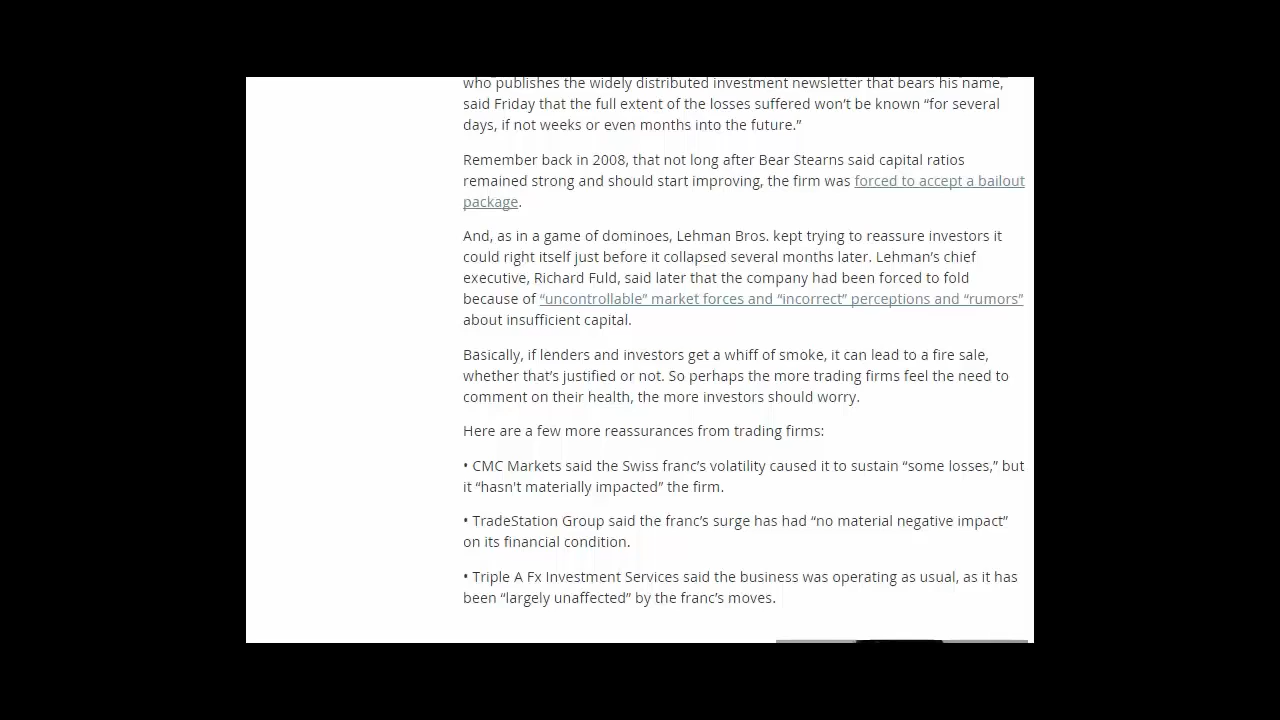 who publishes the widely distributed investment newsletter that bears his name,
said Friday that the full extent of the losses suffered won’t be known “for several
days, if not weeks or even months into the future.”
Remember back in 2008, that not long after Bear Stearns said capital ratios
remained strong and should start improving, the firm was forced to accept a bailout
package.
And, as in a game of dominoes, Lehman Bros. kept trying to reassure investors it
could right itself just before it collapsed several months later. Lehman’s chief
executive, Richard Fuld, said later that the company had been forced to fold
because of “uncontrollable” market forces and “incorrect” perceptions and “rumors”
about insufficient capital.
Basically, if lenders and investors get a whiff of smoke, it can lead to a fire sale,
whether that’s justified or not. So perhaps the more trading firms feel the need to
comment on their health, the more investors should worry.
Here are a few more reassurances from trading firms:
• CMC Markets said the Swiss franc’s volatility caused it to sustain “some losses,” but
it “hasn't materially impacted” the firm.
• TradeStation Group said the franc’s surge has had “no material negative impact”
on its financial condition.
• Triple A Fx Investment Services said the business was operating as usual, as it has
been “largely unaffected” by the franc’s moves.